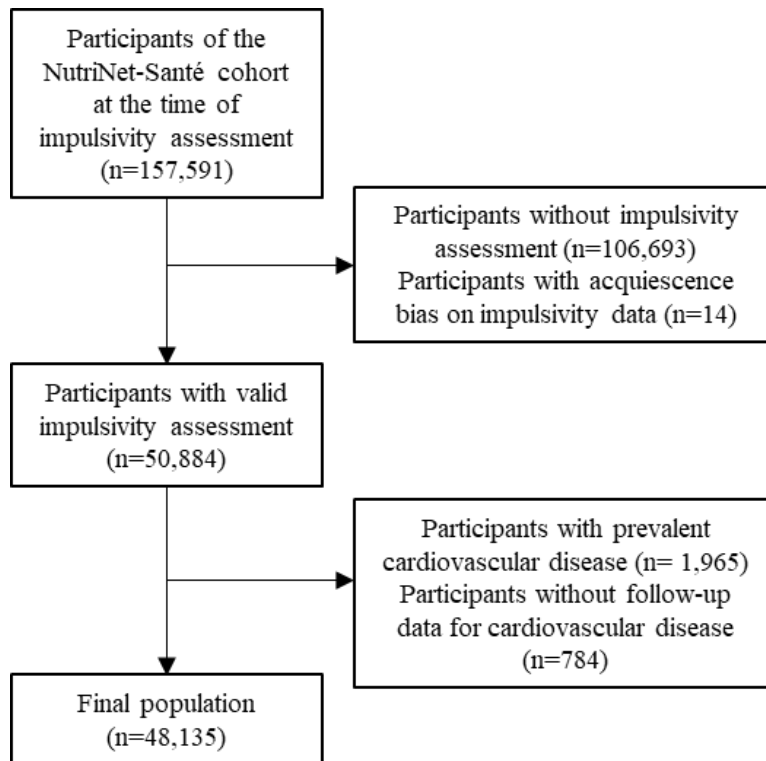 Participants of the
NutriNet-Santé cohort
at the time of
impulsivity assessment
(n=157,591)
Participants without impulsivity
assessment (n=106,693)
Participants with acquiescence
bias on impulsivity data (n=14)
Participants with valid
impulsivity assessment
(n=50,884)
Participants with prevalent
cardiovascular disease (n= 1,965)
Participants without follow-up
data for cardiovascular disease
(n=784)
Final population
(n=48,135)